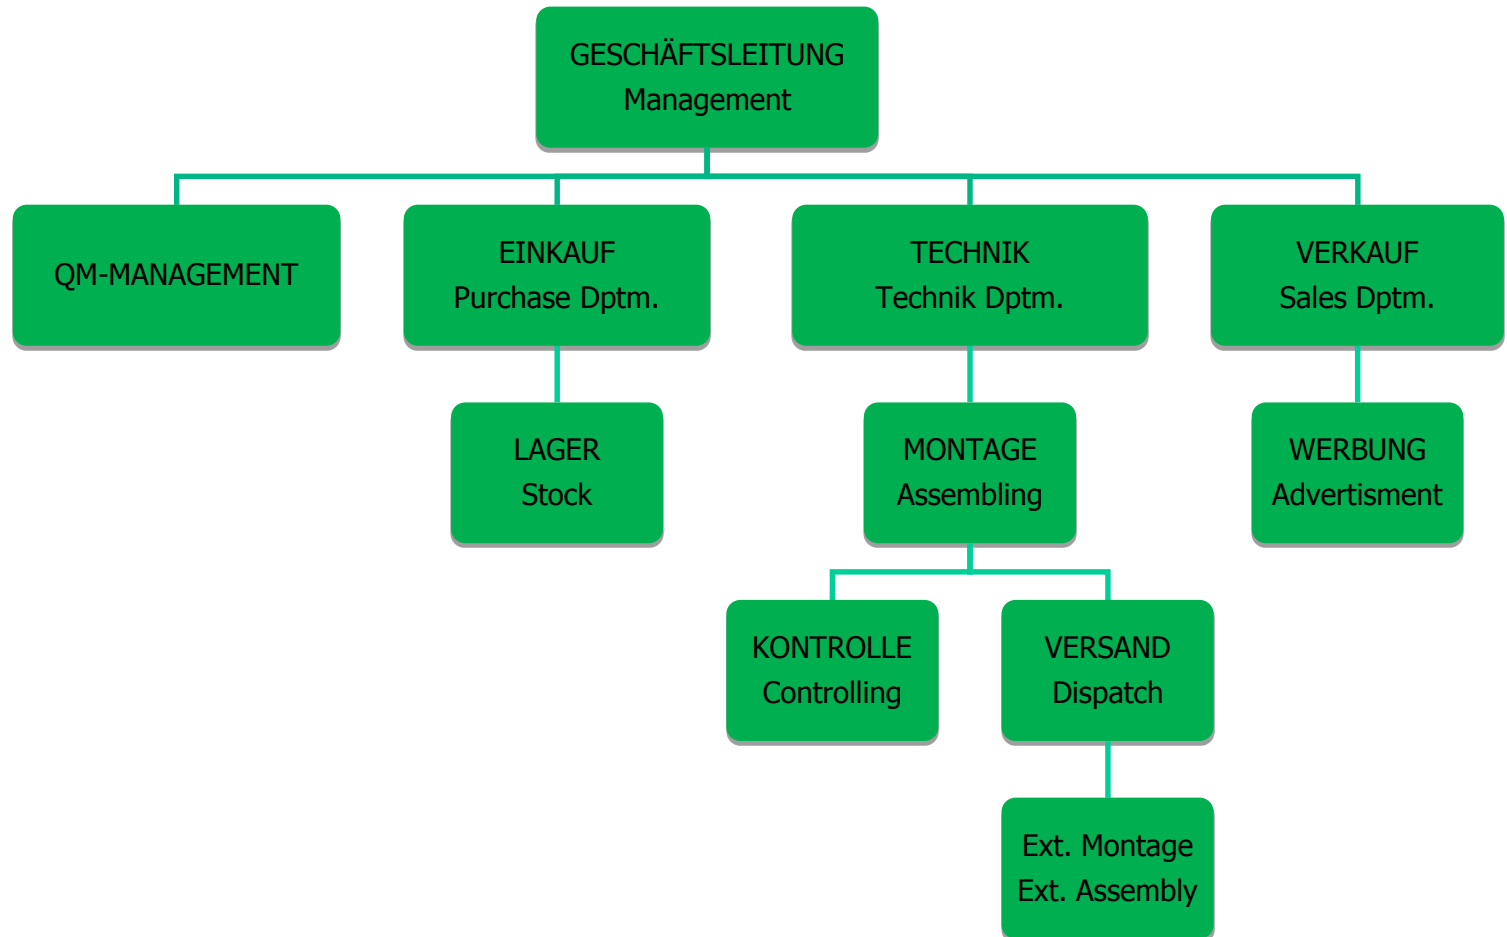 GESCHÄFTSLEITUNG
Management
QM-MANAGEMENT
EINKAUF
Purchase Dptm.
TECHNIK
Technik Dptm.
VERKAUF
Sales Dptm.
LAGER
Stock
MONTAGE
Assembling
WERBUNG
Advertisment
KONTROLLE
Controlling
VERSAND
Dispatch
Ext. Montage
Ext. Assembly